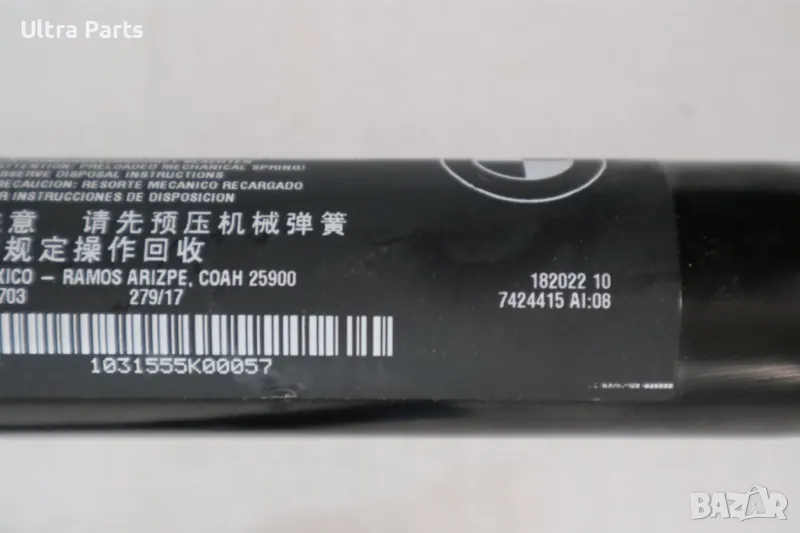 Ultra Parts
ATTENTION: PRELOADED MECHANICAL SPRING!
OBSERVE DISPOSAL INSTRUCTIONS
PRECAUCION: RESORTE MECANICO RECARGADO
INSTRUCCIONES DE DISPOSICION
意 请先预压机械弹簧
规定操作回收
XICO – RAMOS ARIZPE, COAH 25900
703 279/17
182022 10
7424415 AI:08
1031555K00057
BAZAR